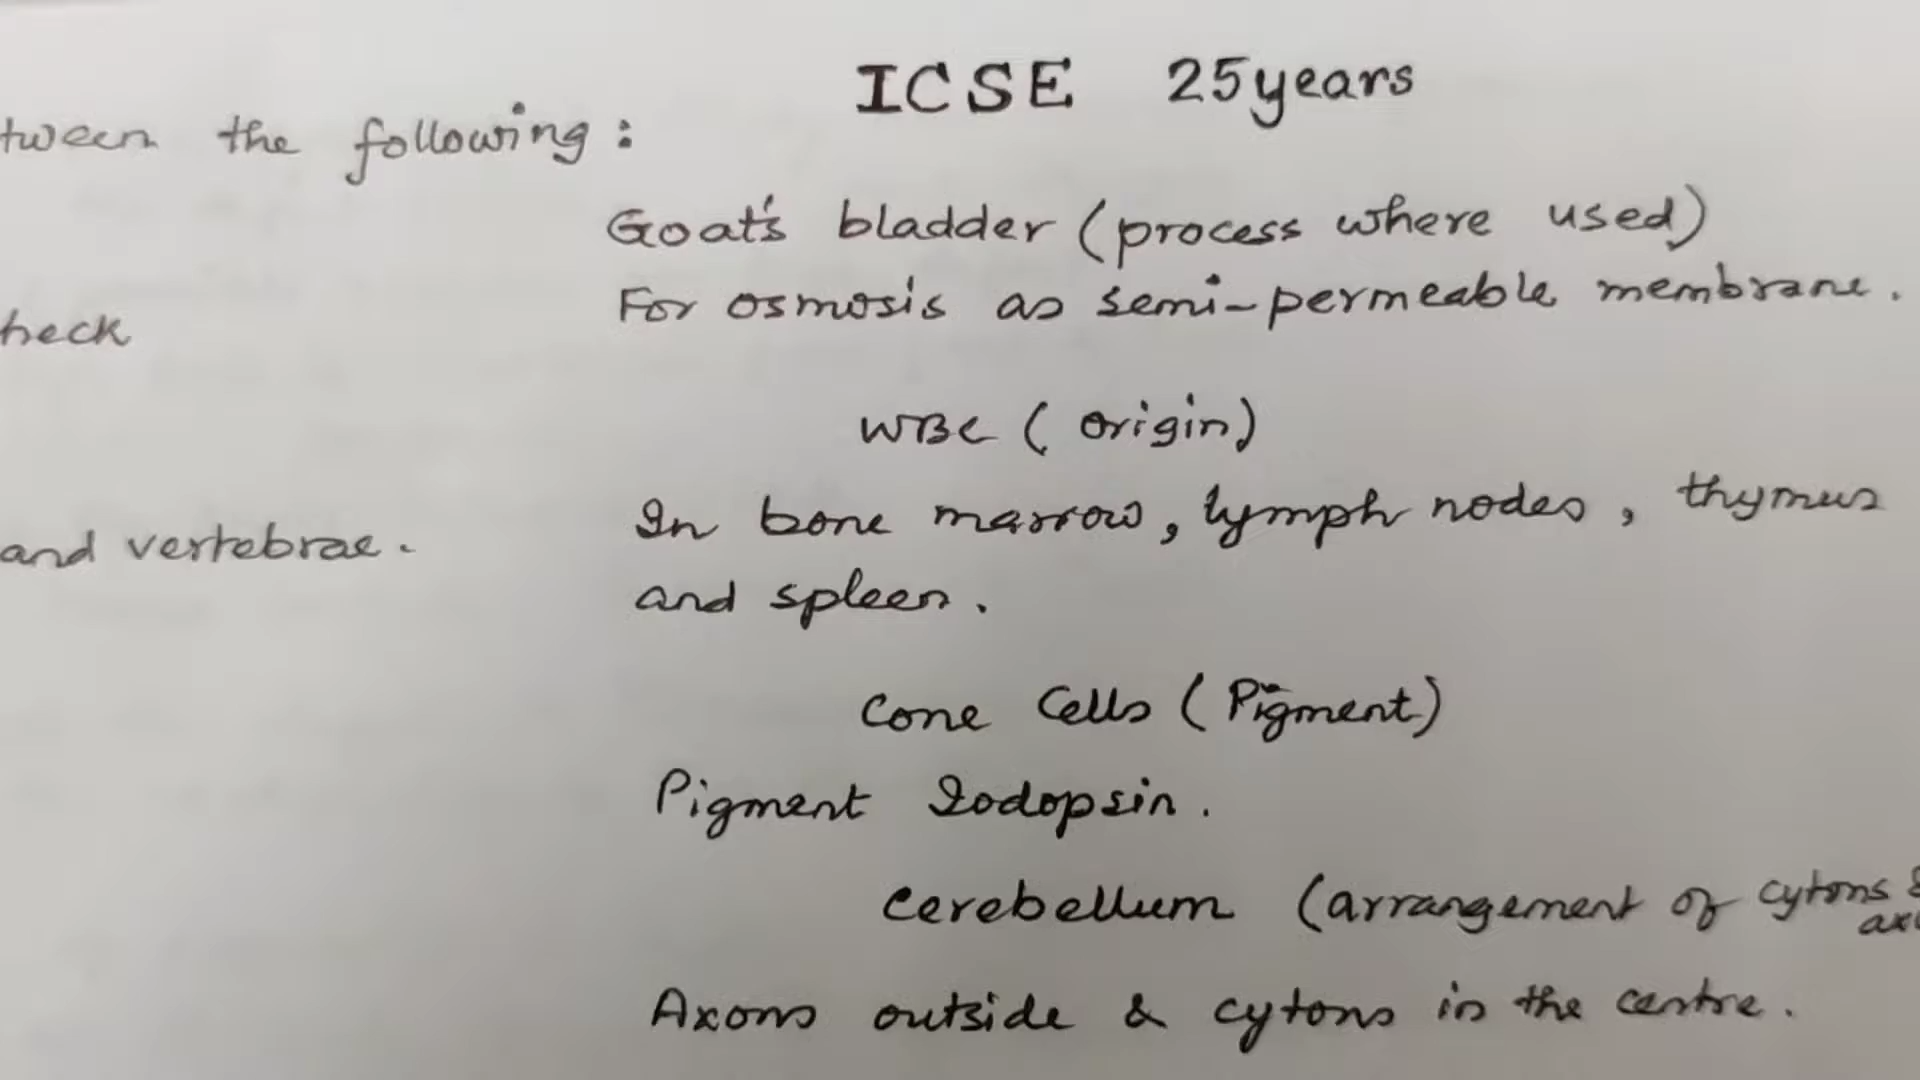 ICSE 25years
tween the following :
Goat's bladder (process where used)
For osmosis as semi-permeable membrane.
heck
WBC ( Origin)
In bone marrow, lymph nodes, thymus
and vertebrae.
and spleen.
Cone Cells (Pigment)
Pigment Iodopsin.
Cerebellum (arrangement of cytons &
Axons outside & cytons in the centre.